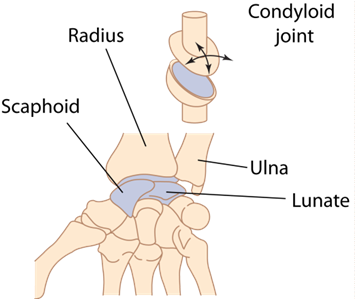 Condyloid
joint
Radius
Scaphoid
Ulna
Lunate